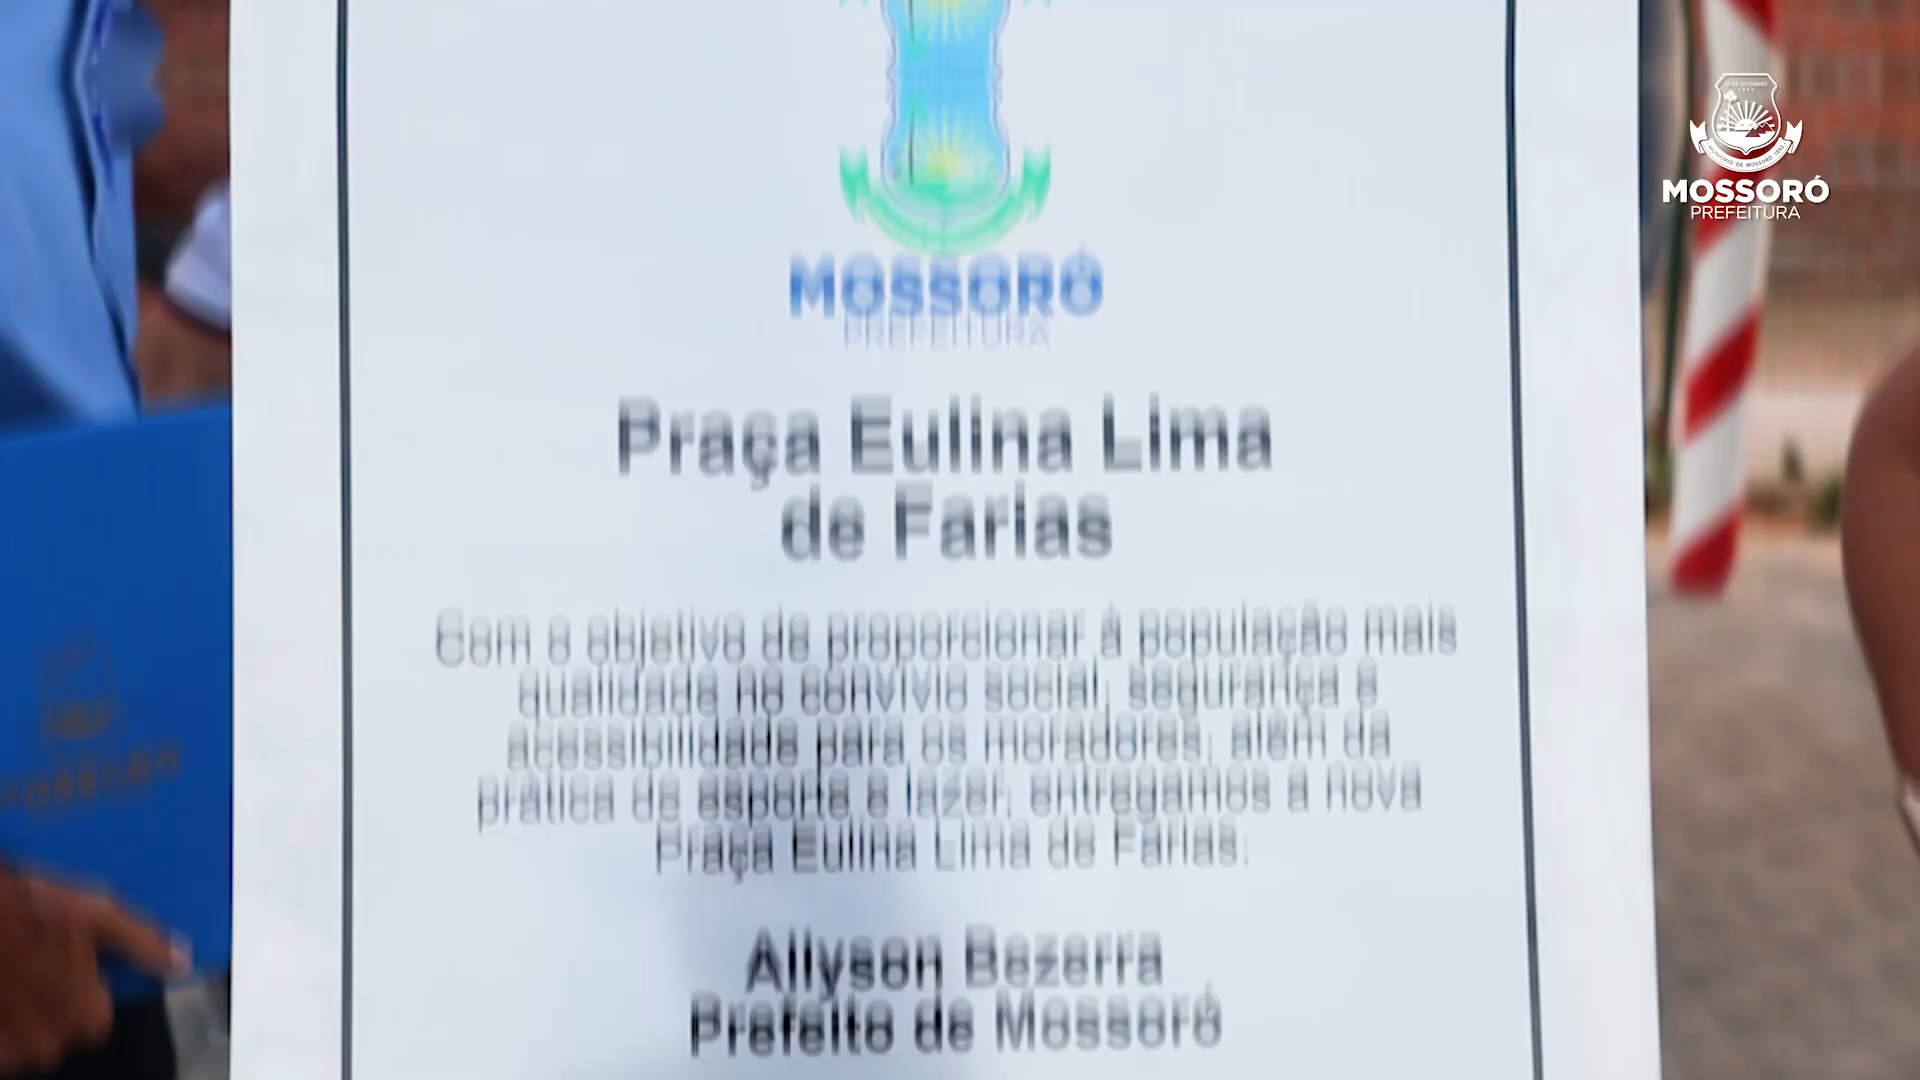 MOSSORÓ
PREFEITURA
Praça Eulina Lima
de Farias
Com o objetivo de proporcionar à população mais
qualidade no convívio social, segurança e
acessibilidade para os moradores, além da
prática de esporte e lazer, entregamos a nova
Praça Eulina Lima de Farias.
Allyson Bezerra
Prefeito de Mossoró
MOSSORÓ
MOSSORÓ
PREFEITURA